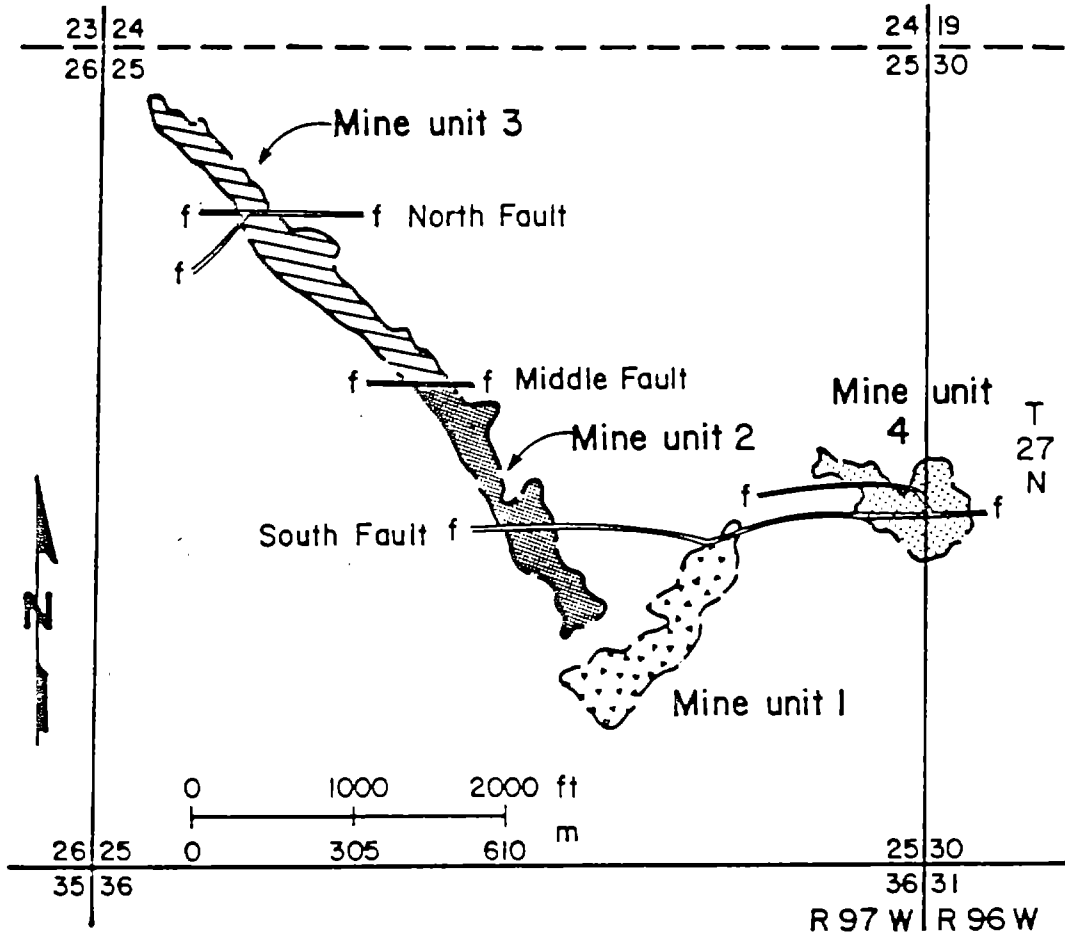 23 24
24 19
26 25
25 30
Mine unit 3
f f North Fault
f
f f Middle Fault
Mine unit
4
T
27
N
Mine unit 2
f
South Fault f
f
N
Mine unit 1
0 1000 2000 ft
m
0 305 610
26 25
25 30
35 36
36 31
R 97 W R 96 W